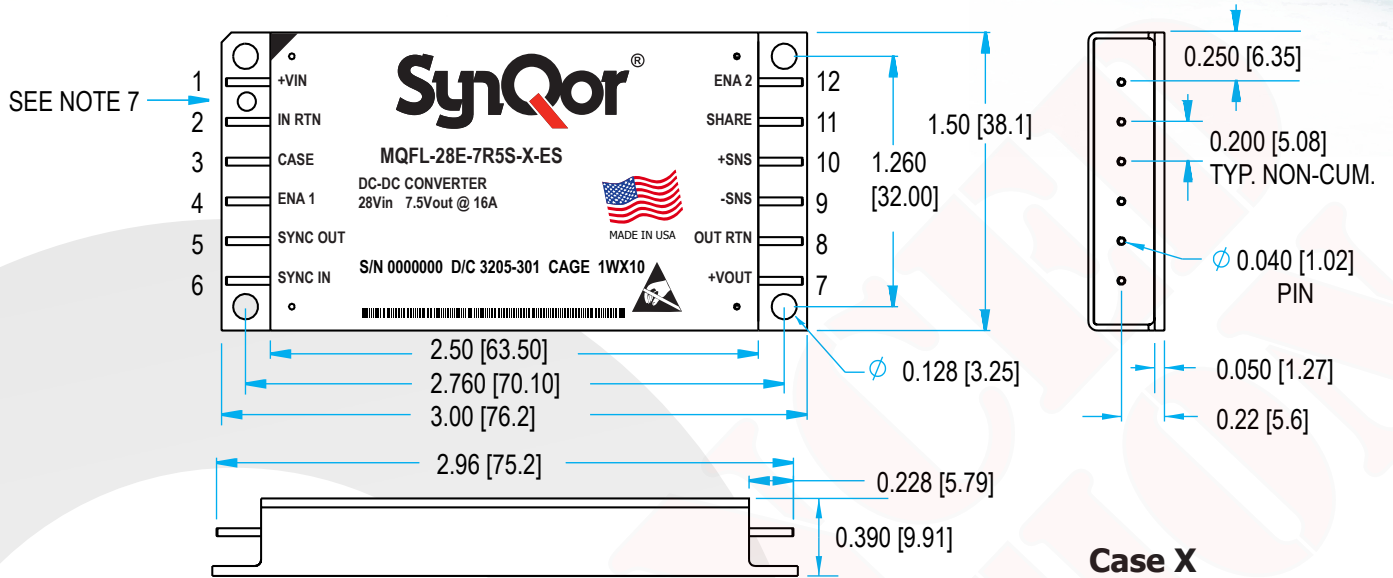 SEE NOTE 7
1
2
3
4
5
6
+VIN
IN RTN
CASE
ENA 1
SYNC OUT
SYNC IN
SynQor®
MQFL-28E-7R5S-X-ES
DC-DC CONVERTER
28Vin 7.5Vout @ 16A
MADE IN USA
S/N 0000000 D/C 3205-301 CAGE 1WX10
ENA 2
SHARE
+SNS
-SNS
OUT RTN
+VOUT
12
11
10
9
8
7
1.260
[32.00]
1.50 [38.1]
2.50 [63.50]
2.760 [70.10]
3.00 [76.2]
∅ 0.128 [3.25]
0.250 [6.35]
0.200 [5.08]
TYP. NON-CUM.
∅ 0.040 [1.02]
PIN
0.050 [1.27]
0.22 [5.6]
2.96 [75.2]
0.228 [5.79]
0.390 [9.91]
Case X